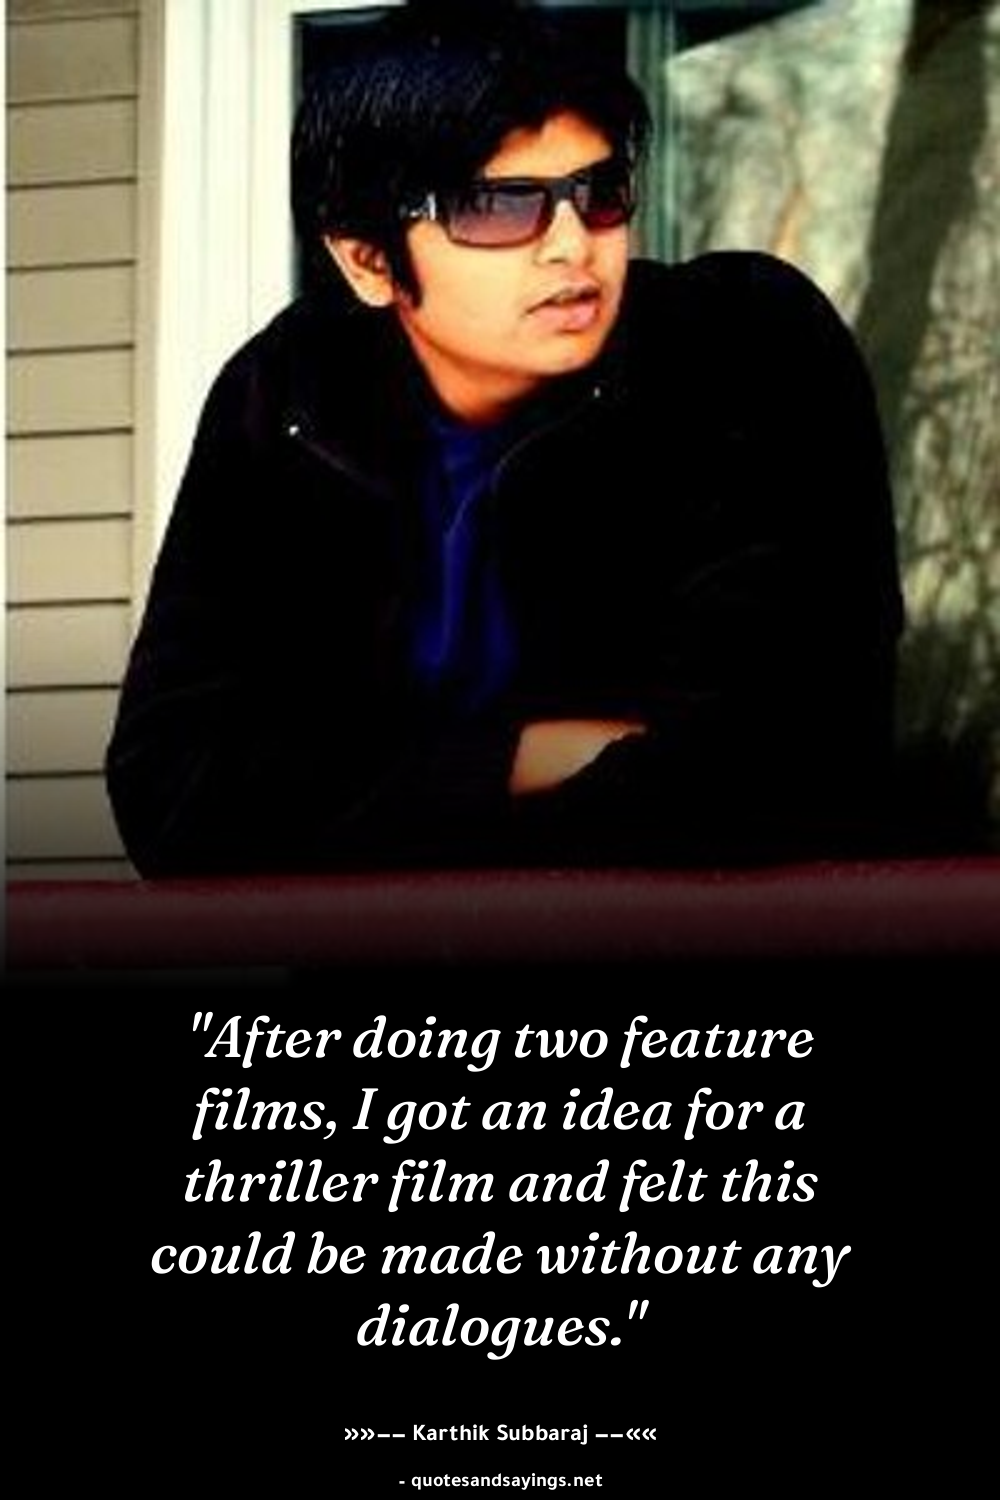 "After doing two feature
films, I got an idea for a
thriller film and felt this
could be made without any
dialogues."
»»−− Karthik Subbaraj −−««
- quotesandsayings.net